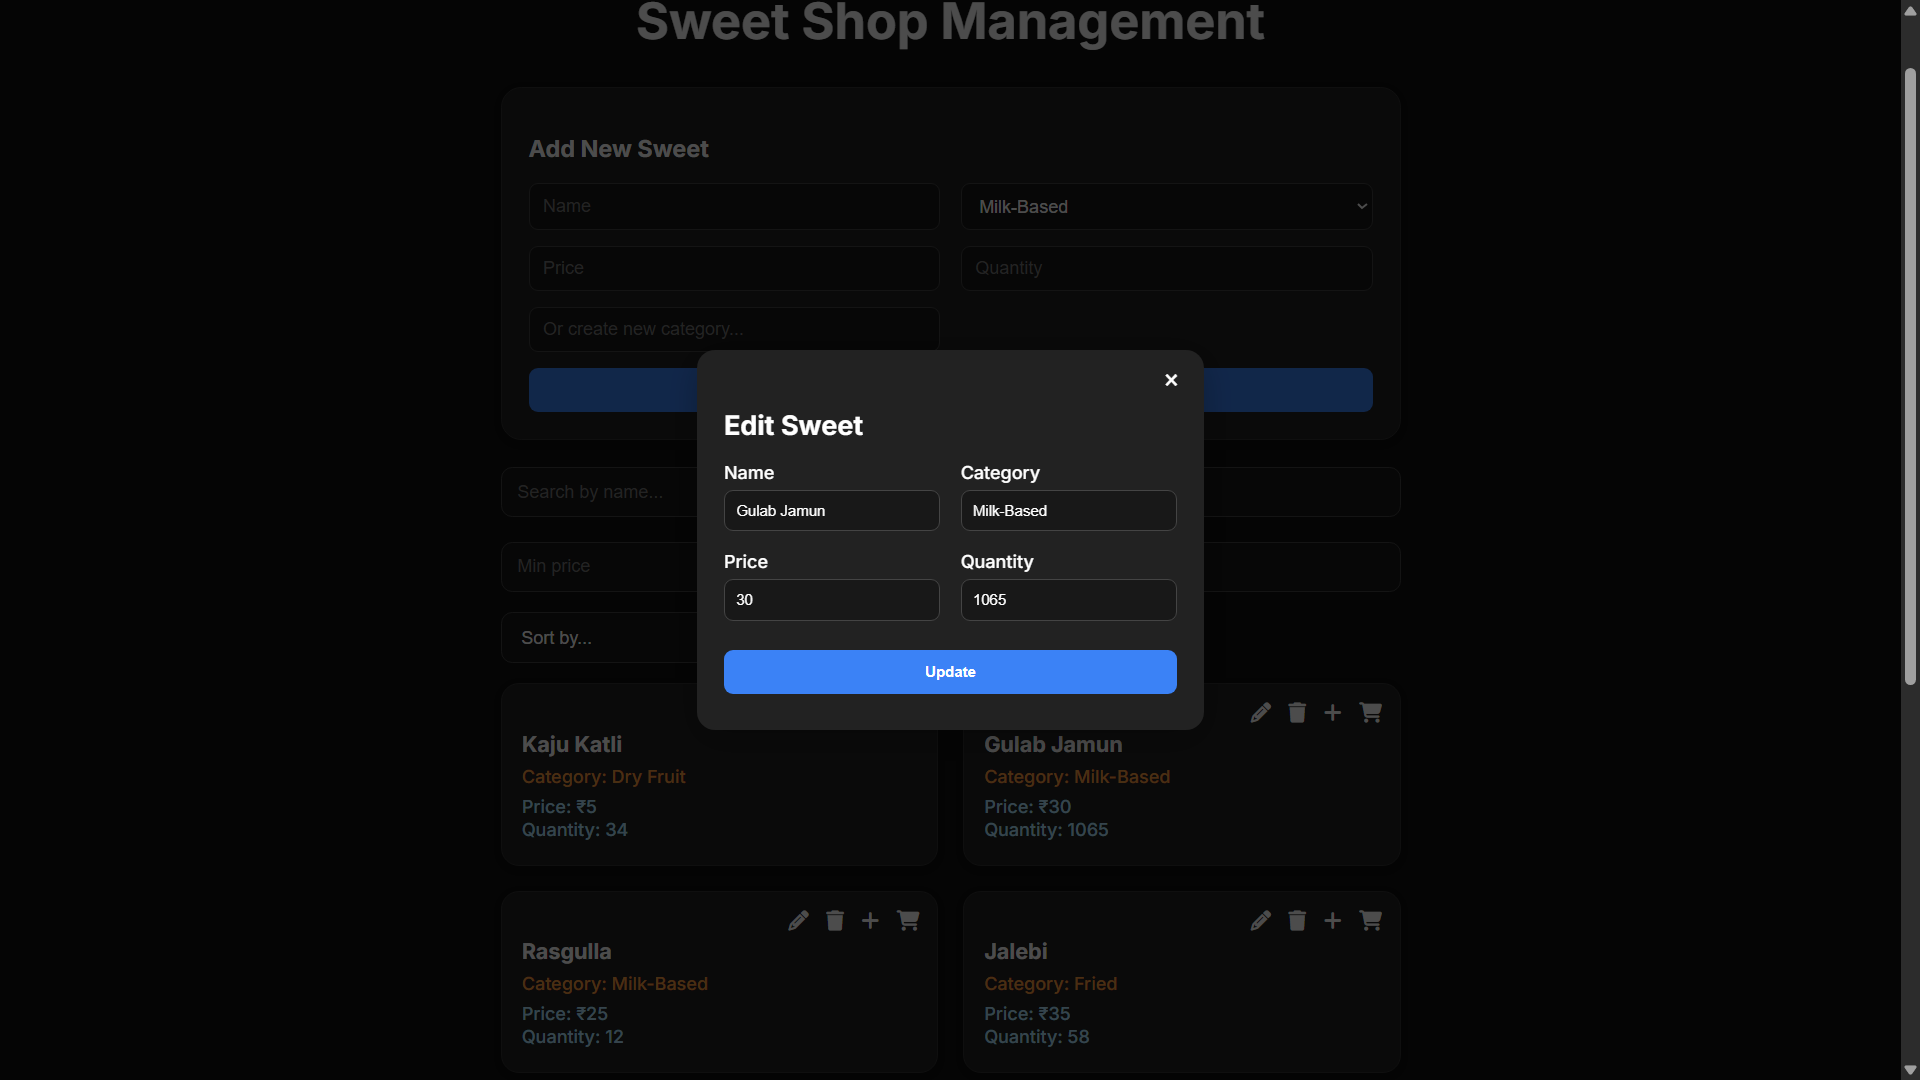 Sweet Shop Management
Add New Sweet
Name
Milk-Based
Price
Quantity
Or create new category...
×
Edit Sweet
Name
Category
Gulab Jamun
Milk-Based
Price
Quantity
30
1065
Update
Search by name...
Min price
Sort by...
Kaju Katli
Category: Dry Fruit
Price: ₹5
Quantity: 34
Gulab Jamun
Category: Milk-Based
Price: ₹30
Quantity: 1065
Rasgulla
Category: Milk-Based
Price: ₹25
Quantity: 12
Jalebi
Category: Fried
Price: ₹35
Quantity: 58